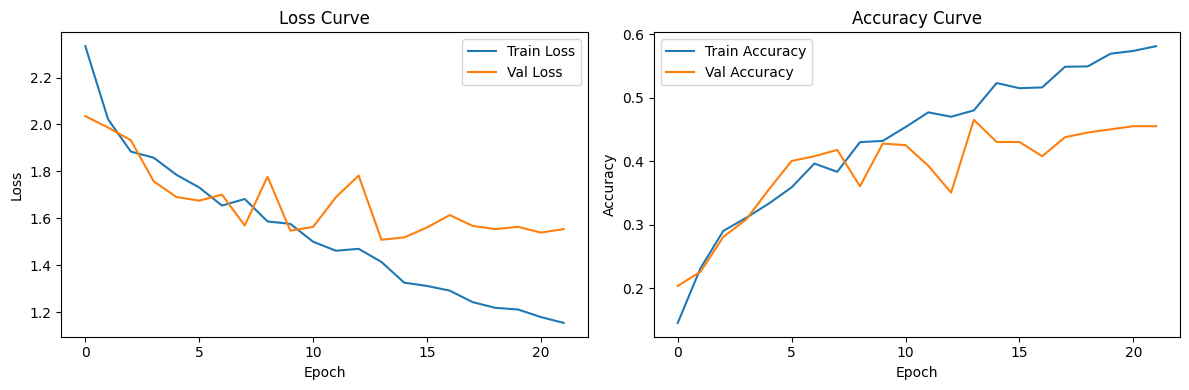 Loss Curve
Train Loss
Val Loss
2.2
2.0
1.8
1.6
1.4
1.2
Loss
0
5
10
15
20
Epoch
Accuracy Curve
Train Accuracy
Val Accuracy
0.6
0.5
0.4
0.3
0.2
Accuracy
0
5
10
15
20
Epoch